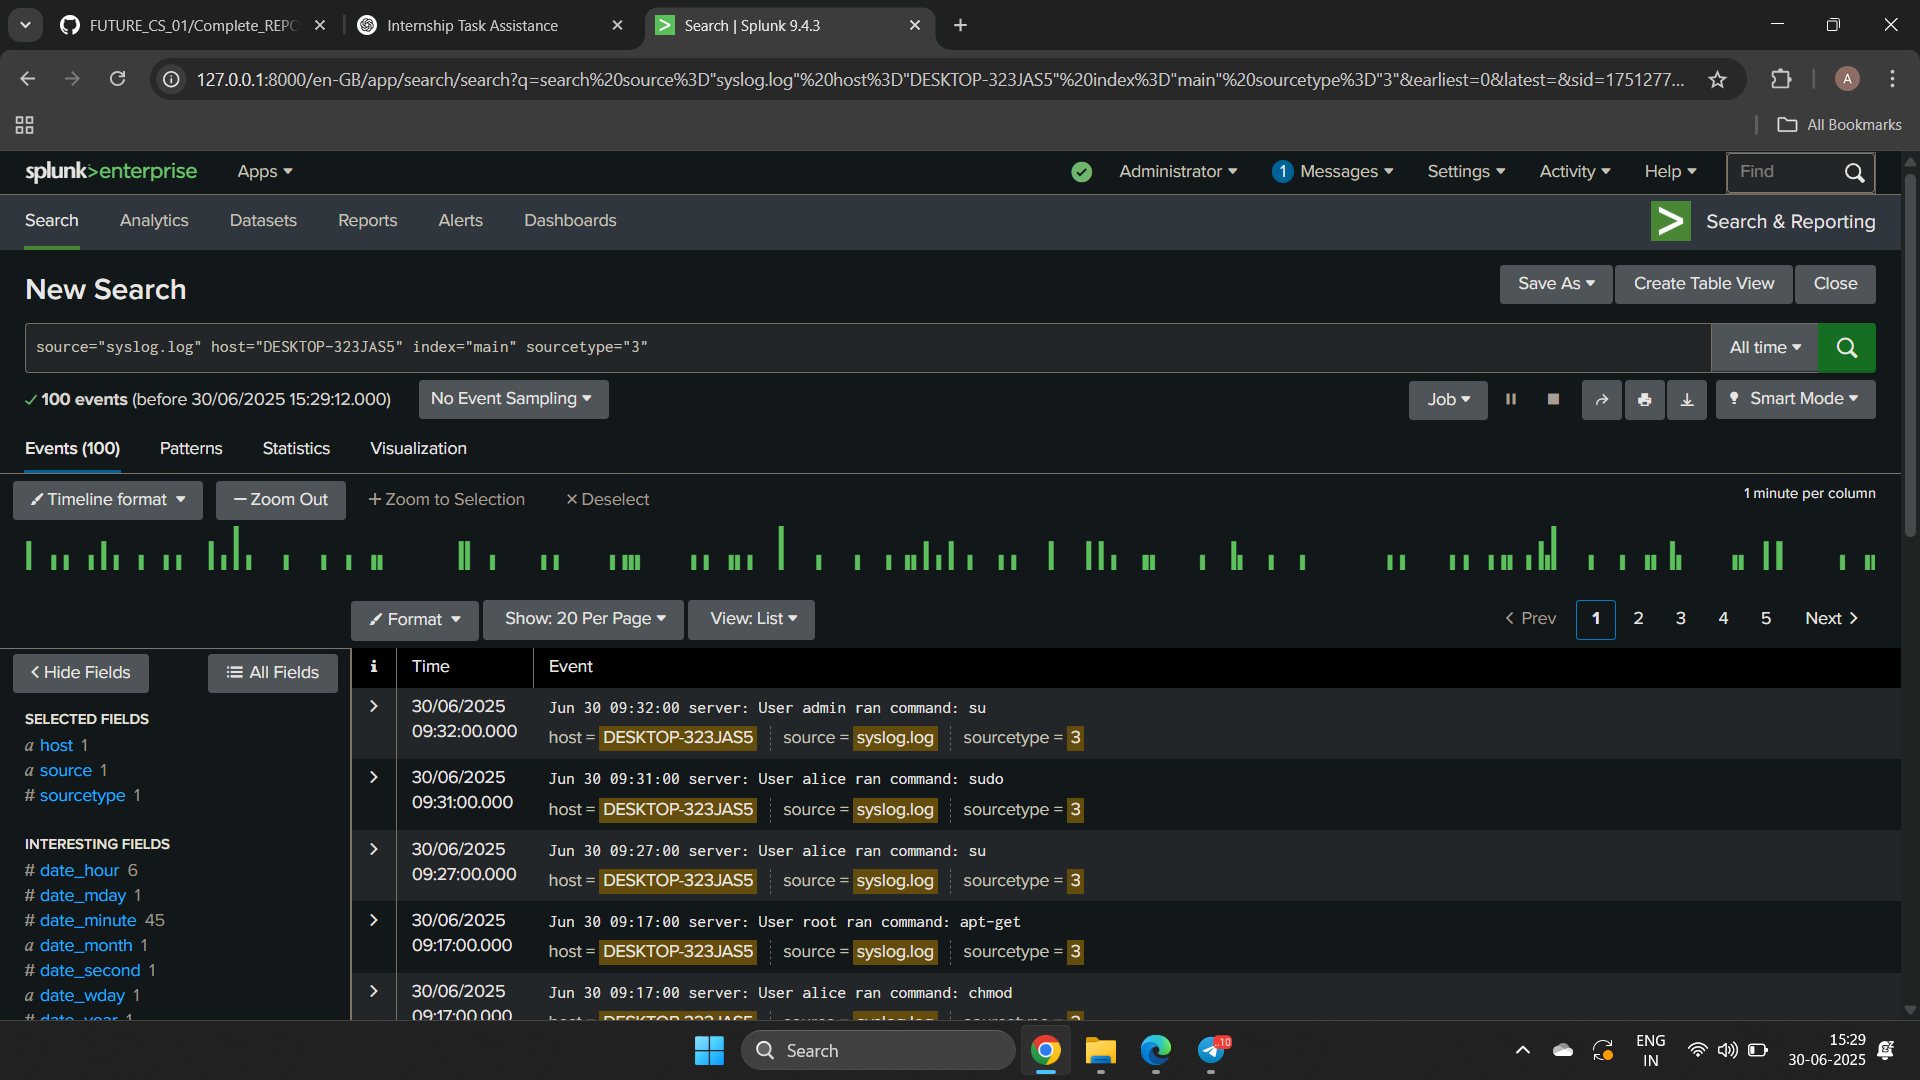 FUTURE_CS_01/Complete_REPO
Internship Task Assistance
Search | Splunk 9.4.3
127.0.0.1:8000/en-GB/app/search/search?q=search%20source%3D"syslog.log"%20host%3D"DESKTOP-323JAS5"%20index%3D"main"%20sourcetype%3D"3"&earliest=0&latest=&sid=1751277...
A
All Bookmarks
splunk>enterprise
Apps
Administrator
1 Messages
Settings
Activity
Help
Find
Search
Analytics
Datasets
Reports
Alerts
Dashboards
Search & Reporting
New Search
Save As
Create Table View
Close
source="syslog.log" host="DESKTOP-323JAS5" index="main" sourcetype="3"
All time
100 events (before 30/06/2025 15:29:12.000)
No Event Sampling
Job
Smart Mode
Events (100)
Patterns
Statistics
Visualization
Timeline format
— Zoom Out
+ Zoom to Selection
× Deselect
1 minute per column
Format
Show: 20 Per Page
View: List
< Prev
1
2
3
4
5
Next >
< Hide Fields
All Fields
i
Time
Event
SELECTED FIELDS
a host 1
a source 1
# sourcetype 1
INTERESTING FIELDS
# date_hour 6
# date_mday 1
# date_minute 45
a date_month 1
# date_second 1
a date_wday 1
# date_year 1
30/06/2025
09:32:00.000
Jun 30 09:32:00 server: User admin ran command: su
host = DESKTOP-323JAS5 source = syslog.log sourcetype = 3
30/06/2025
09:31:00.000
Jun 30 09:31:00 server: User alice ran command: sudo
host = DESKTOP-323JAS5 source = syslog.log sourcetype = 3
30/06/2025
09:27:00.000
Jun 30 09:27:00 server: User alice ran command: su
host = DESKTOP-323JAS5 source = syslog.log sourcetype = 3
30/06/2025
09:17:00.000
Jun 30 09:17:00 server: User root ran command: apt-get
host = DESKTOP-323JAS5 source = syslog.log sourcetype = 3
30/06/2025
09:17:00.000
Jun 30 09:17:00 server: User alice ran command: chmod
host = DESKTOP-323JAS5 source = syslog.log sourcetype = 3
Search
10
ENG
IN
15:29
30-06-2025